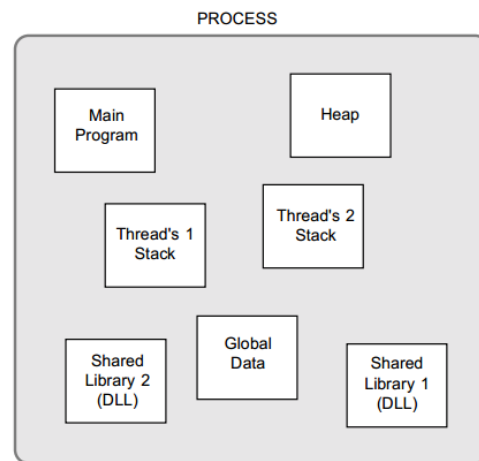 PROCESS
Main
Program
Heap
Thread's 1
Stack
Thread's 2
Stack
Global
Data
Shared
Library 2
(DLL)
Shared
Library 1
(DLL)